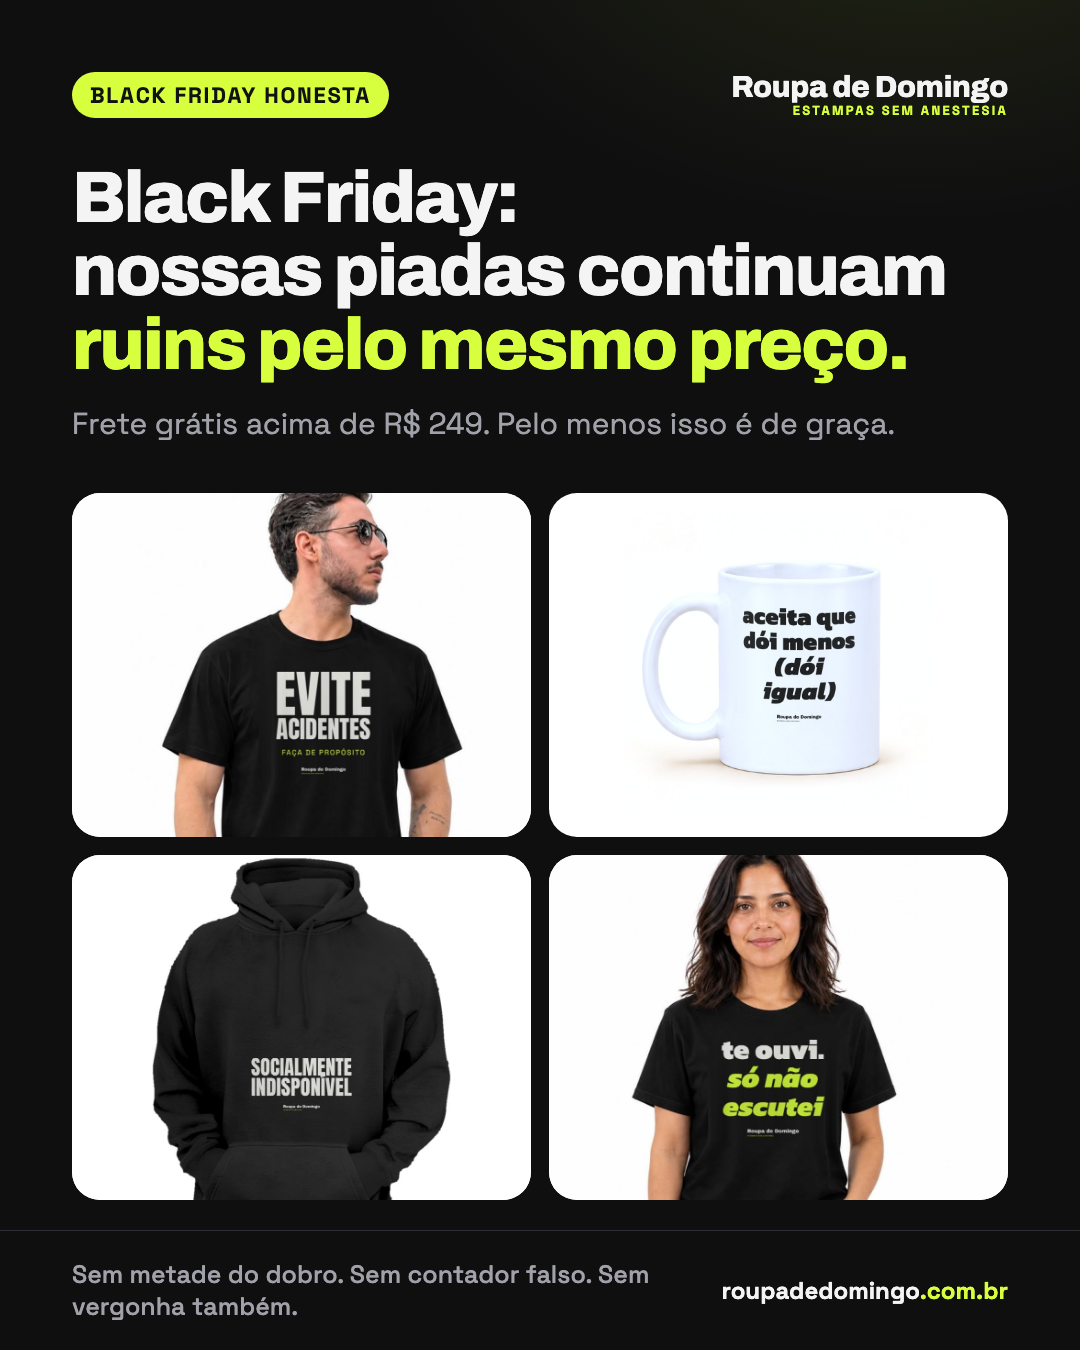 BLACK FRIDAY HONESTA
Roupa de Domingo
ESTAMPAS SEM ANESTESIA
Black Friday:
nossas piadas continuam
ruins pelo mesmo preço.
Frete grátis acima de R$ 249. Pelo menos isso é de graça.
EVITE
ACIDENTES
FAÇA DE PROPÓSITO
Roupa de Domingo
aceita que
dói menos
(dói
igual)
Roupa de Domingo
SOCIALMENTE
INDISPONÍVEL
Roupa de Domingo
te ouvi.
só não
escutei
Roupa de Domingo
Sem metade do dobro. Sem contador falso. Sem
vergonha também.
roupadedomingo.com.br